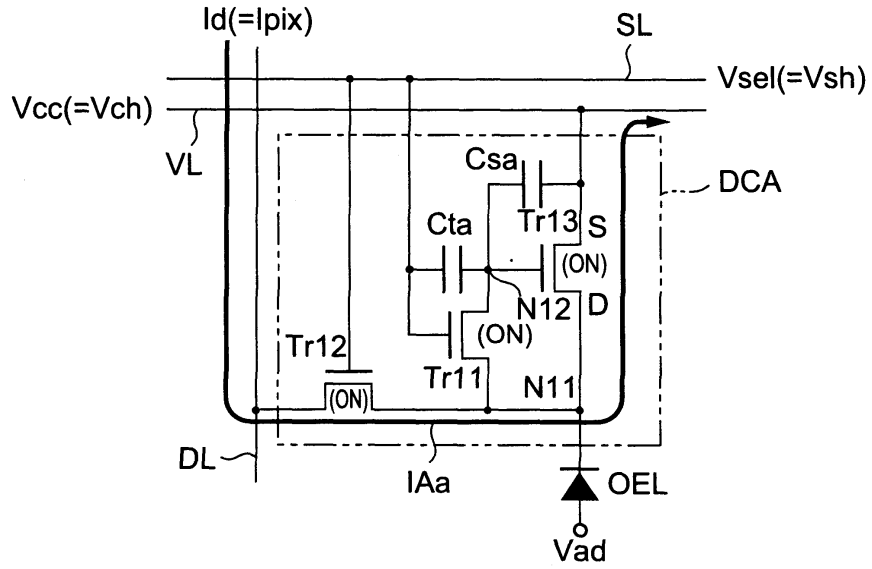 Id(=Ipix)
SL
Vsel(=Vsh)
Vcc(=Vch)
VL
Csa
DCA
Tr13
S
Cta
(ON)
N12
D
(ON)
Tr12
Tr11
N11
(ON)
DL
IAa
OEL
Vad